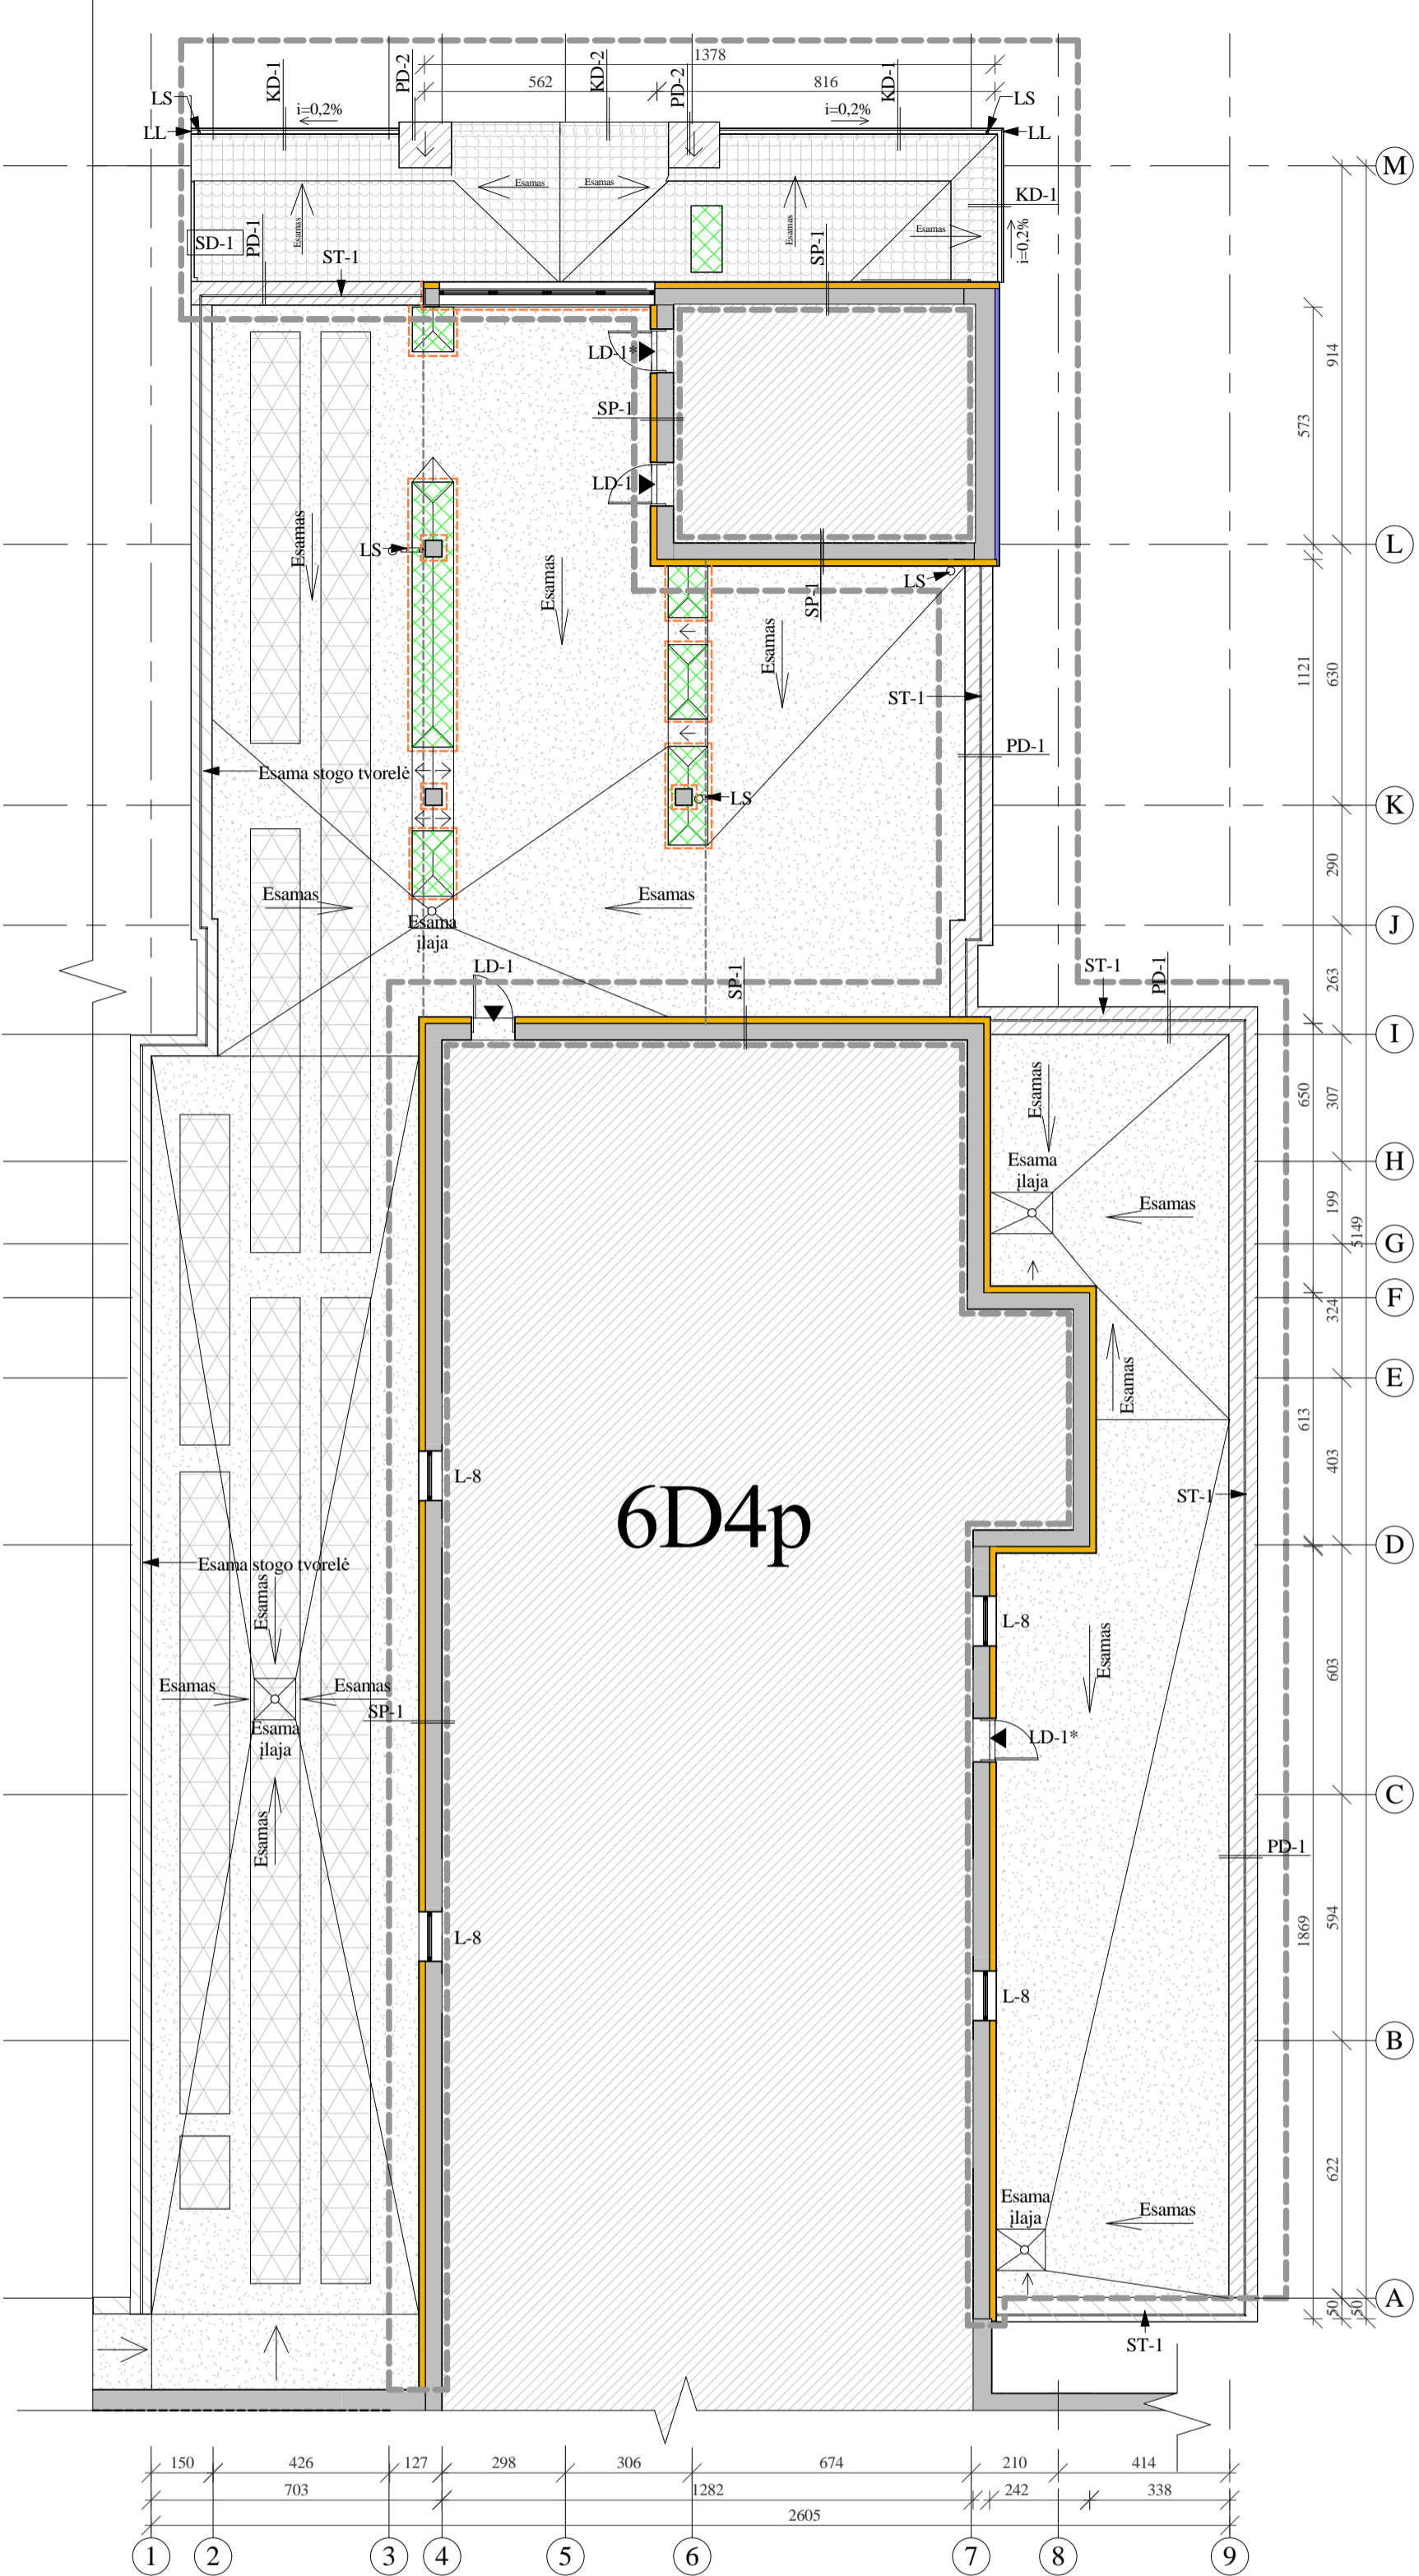 1378
562
816
KD-1
PD-2
KD-2
PD-2
KD-1
LS
i=0,2%
i=0,2%
LS
LL
LL
M
Esamas
Esamas
KD-1
SD-1
PD-1
Esamas
Esamas
SP-1
Esamas
i=0,2%
ST-1
LD-1*
914
SP-1
573
LD-1
Esamas
LS
Esamas
L
LS
SP-1
Esamas
1121
630
ST-1
PD-1
Esama stogo tvorelė
LS
K
290
Esamas
Esamas
Esama
įlaja
J
LD-1
SP-1
ST-1
PD-1
263
I
Esamas
650
307
Esama
įlaja
H
Esamas
199
5149
G
F
324
Esamas
E
613
403
L-8
6D4p
ST-1
D
Esama stogo tvorelė
Esamas
L-8
Esamas
603
Esamas
Esamas
SP-1
Esama
įlaja
LD-1*
C
Esamas
PD-1
1869
594
L-8
L-8
B
622
Esama
įlaja
Esamas
A
50
50
ST-1
150
426
127
298
306
674
210
414
703
1282
242
338
2605
1
2
3
4
5
6
7
8
9